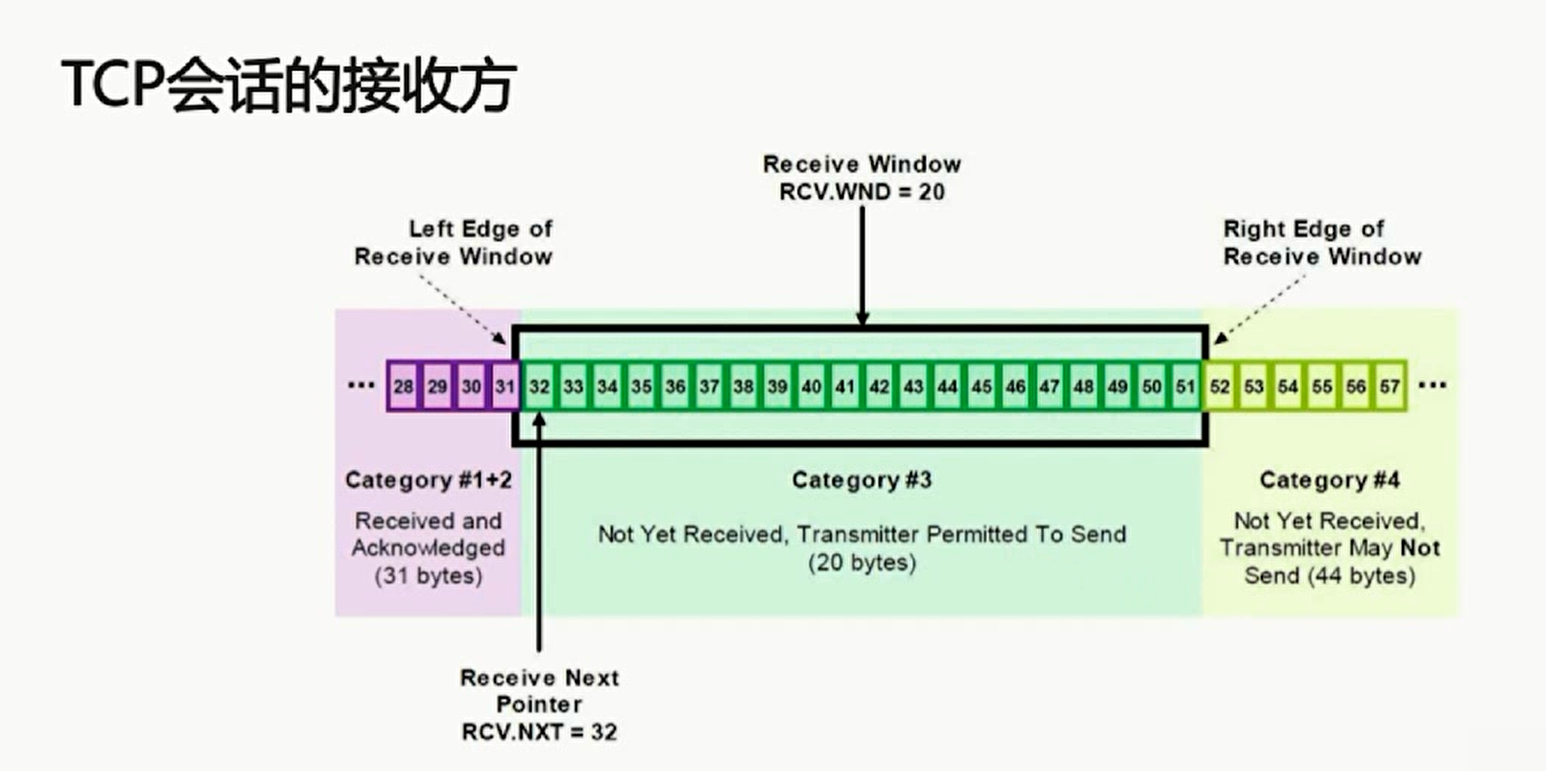 TCP会话的接收方
Receive Window
RCV.WND = 20
Left Edge of
Receive Window
Right Edge of
Receive Window
... 28 29 30 31 32 33 34 35 36 37 38 39 40 41 42 43 44 45 46 47 48 49 50 51 52 53 54 55 56 57 ...
Category #1+2
Received and
Acknowledged
(31 bytes)
Category #3
Not Yet Received, Transmitter Permitted To Send
(20 bytes)
Category #4
Not Yet Received,
Transmitter May Not
Send (44 bytes)
Receive Next
Pointer
RCV.NXT = 32